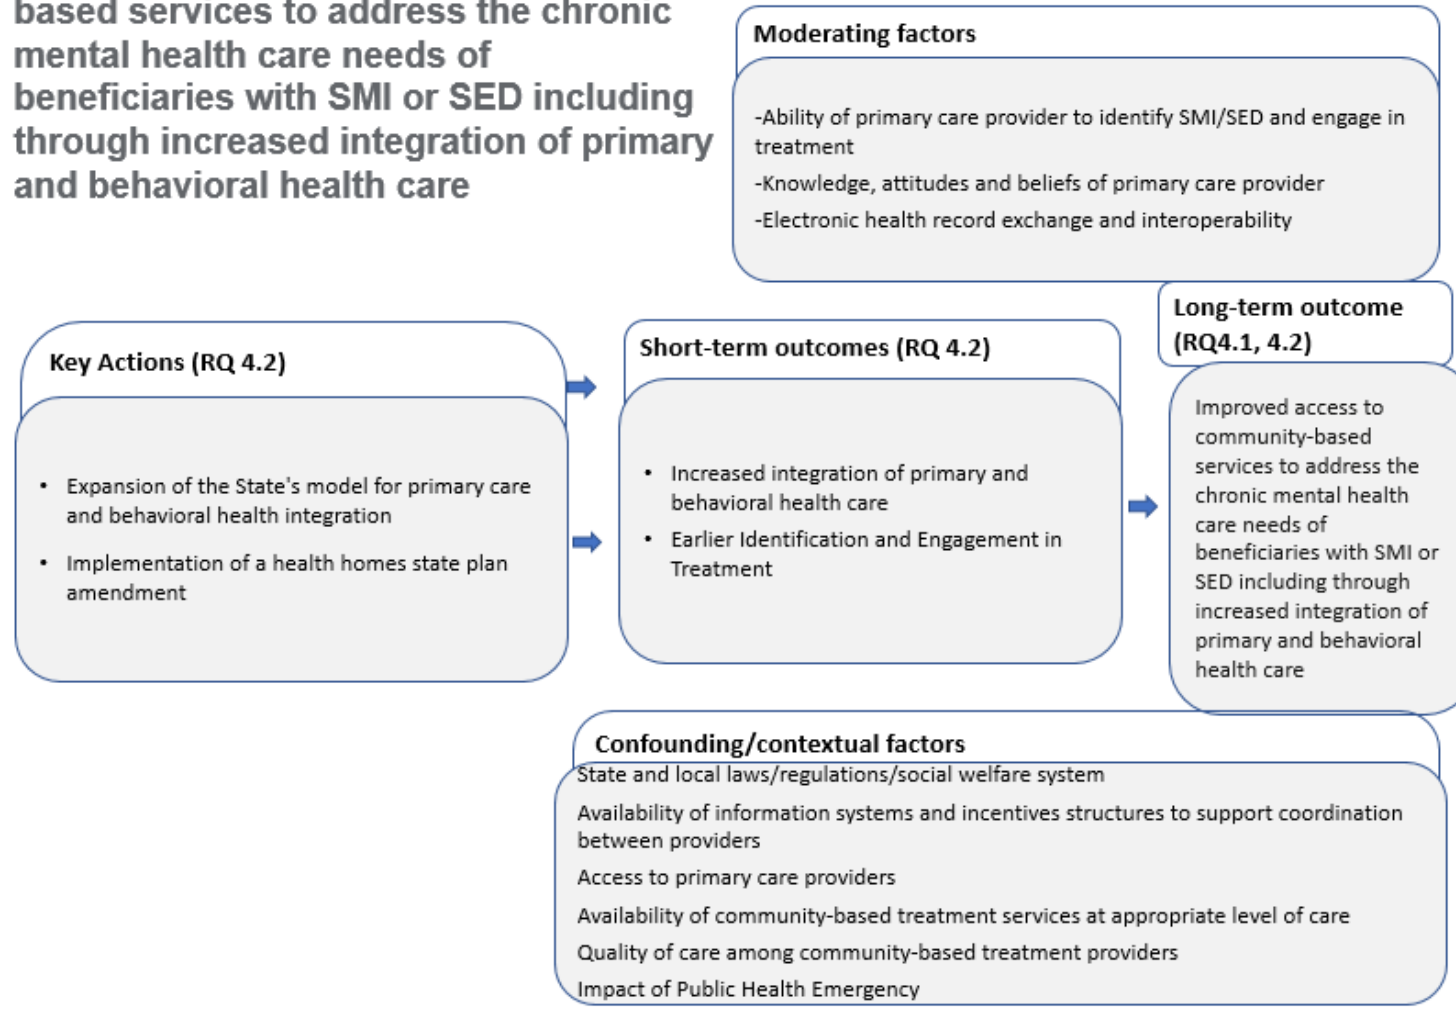 based services to address the chronic
mental health care needs of
beneficiaries with SMI or SED including
through increased integration of primary
and behavioral health care
Moderating factors
-Ability of primary care provider to identify SMI/SED and engage in
treatment
-Knowledge, attitudes and beliefs of primary care provider
-Electronic health record exchange and interoperability
Key Actions (RQ 4.2)
• Expansion of the State's model for primary care
and behavioral health integration
• Implementation of a health homes state plan
amendment
Short-term outcomes (RQ 4.2)
• Increased integration of primary and
behavioral health care
• Earlier Identification and Engagement in
Treatment
Long-term outcome
(RQ4.1, 4.2)
Improved access to
community-based
services to address the
chronic mental health
care needs of
beneficiaries with SMI or
SED including through
increased integration of
primary and behavioral
health care
Confounding/contextual factors
State and local laws/regulations/social welfare system
Availability of information systems and incentives structures to support coordination
between providers
Access to primary care providers
Availability of community-based treatment services at appropriate level of care
Quality of care among community-based treatment providers
Impact of Public Health Emergency